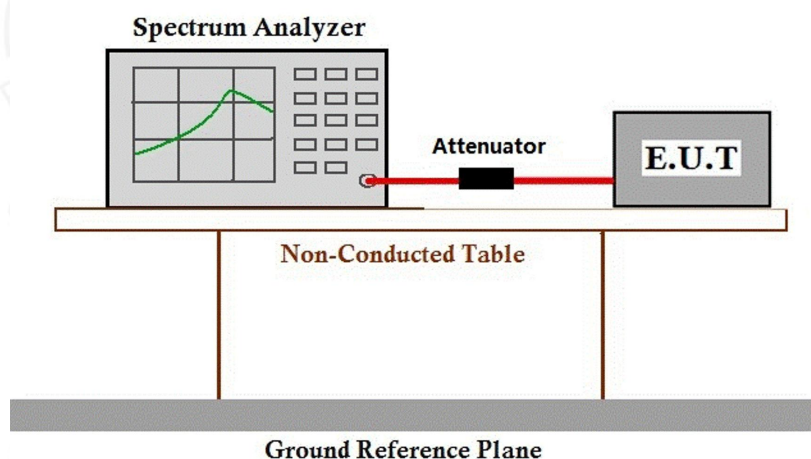 Spectrum Analyzer
Attenuator
E.U.T
Non-Conducted Table
Ground Reference Plane